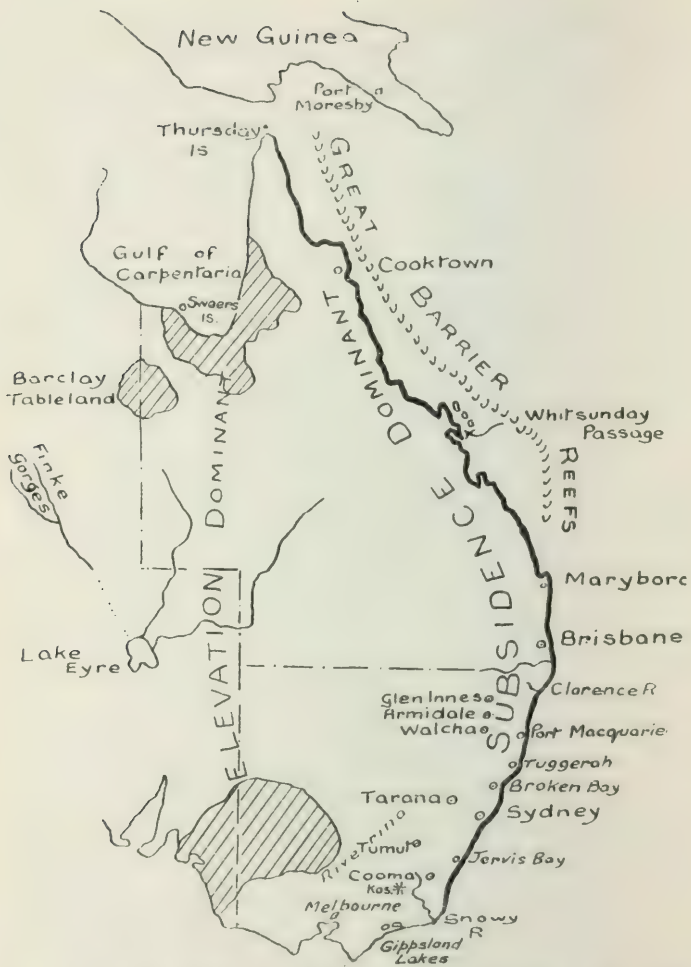 New Guinea
Port
Moresby
Thursday
IS
GREAT
BARRIER
REEFS
Gulf of
Carpentaria
Swers
IS.
Cooktown
DOMINANT
SUBSIDENCE
Barclay
Tableland
DOMINANT
ELEVATION
Whitsunday
Passage
Finke
Gorges
Maryboro
Brisbane
Lake
Eyre
Clarence R
Glen Innes
Armidale
Walcha
Port Macquarie
Tuggerah
Broken Bay
Tarana
Sydney
Riverina
Tumut
Jervis Bay
Cooma
Kos.
Melbourne
Snowy
R
Gippsland
Lakes